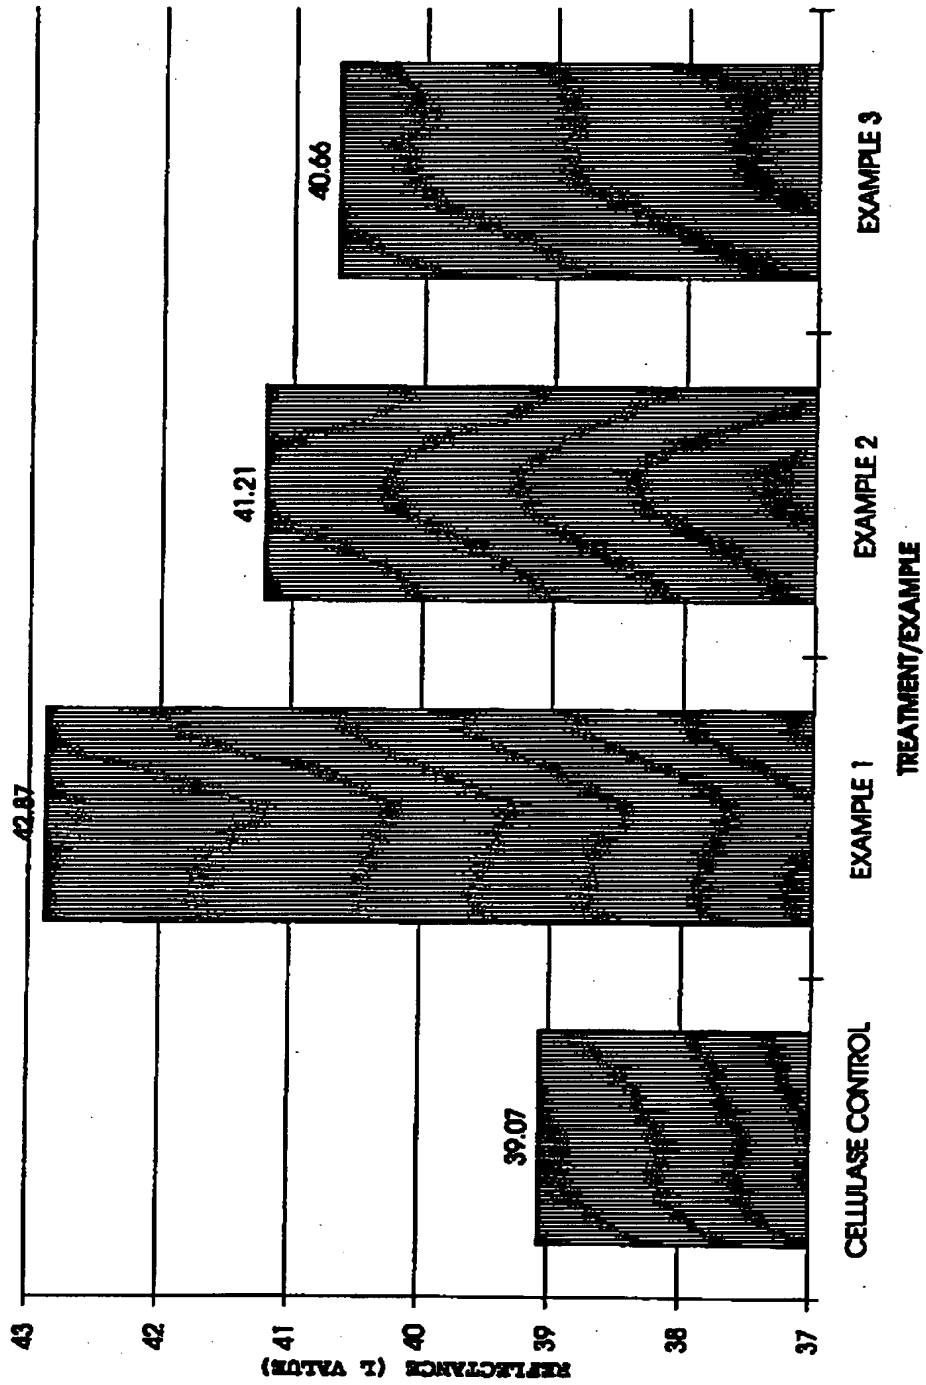 REFLECTANCE (L VALUE)
43
42
41
40
39
38
37
39.07
42.87
41.21
40.66
CELLULASE CONTROL
EXAMPLE 1
EXAMPLE 2
EXAMPLE 3
TREATMENT/EXAMPLE